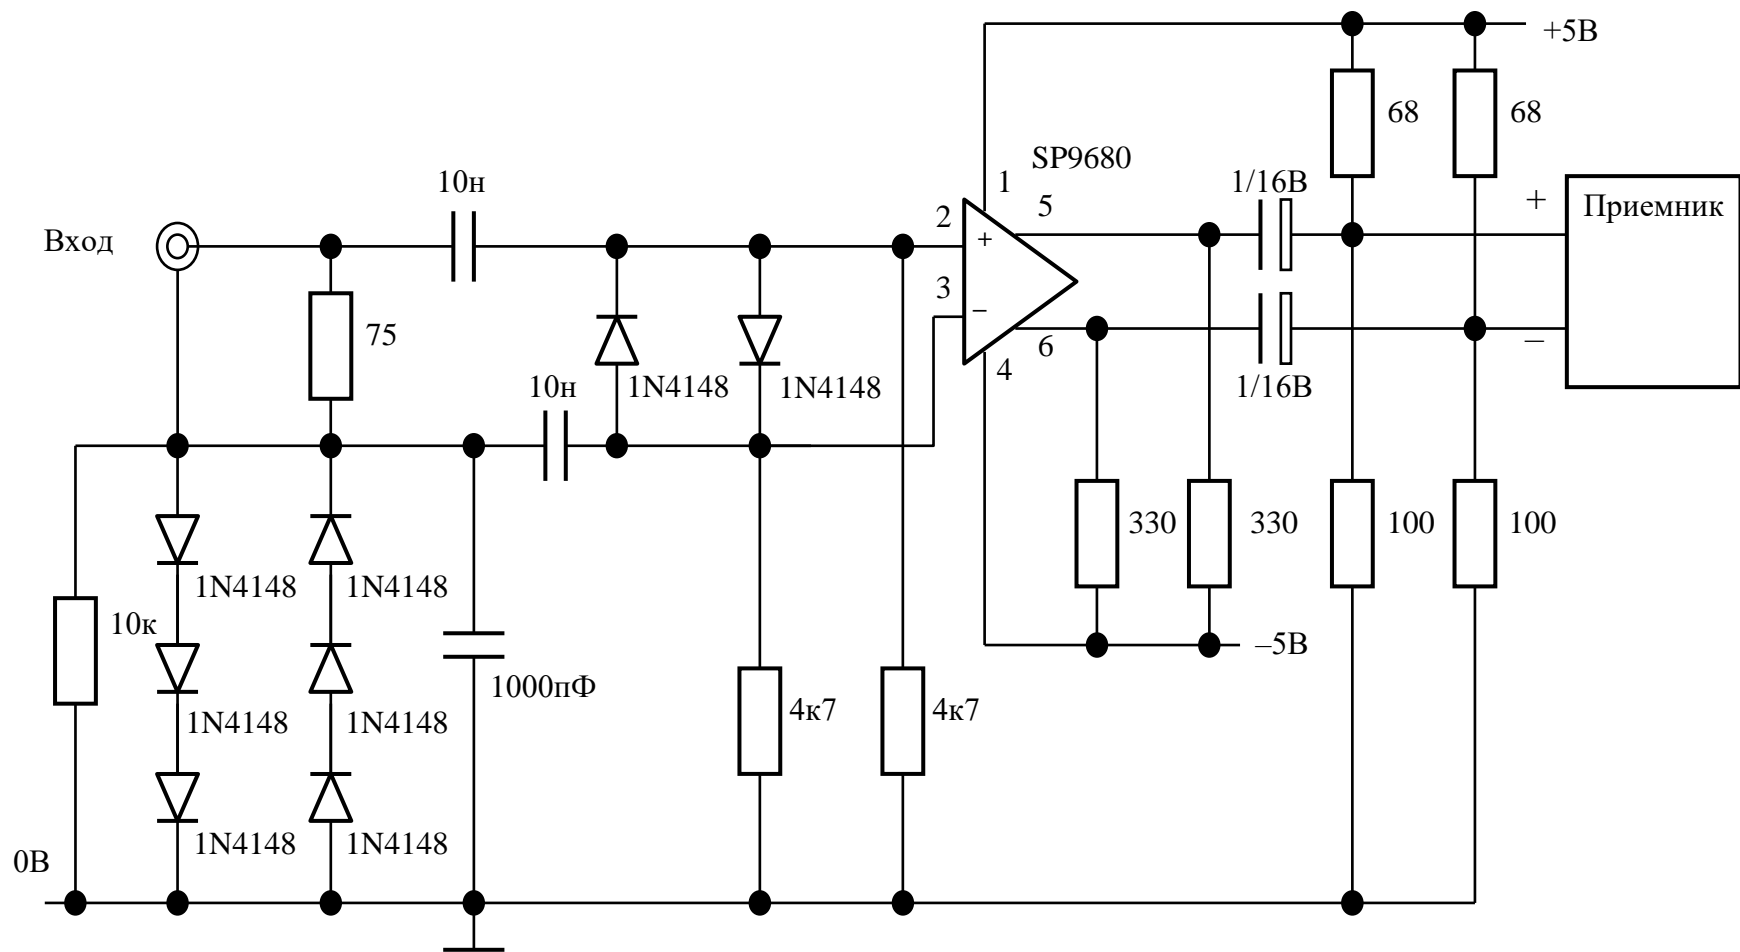 +5В
68
68
SP9680
10н
1
1/16В
+
Приемник
2
5
Вход
+
3
–
75
6
–
4
1N4148
1N4148
1/16В
10н
330
330
100
100
1N4148
1N4148
10к
–5В
1000пФ
4к7
4к7
1N4148
1N4148
1N4148
1N4148
0В